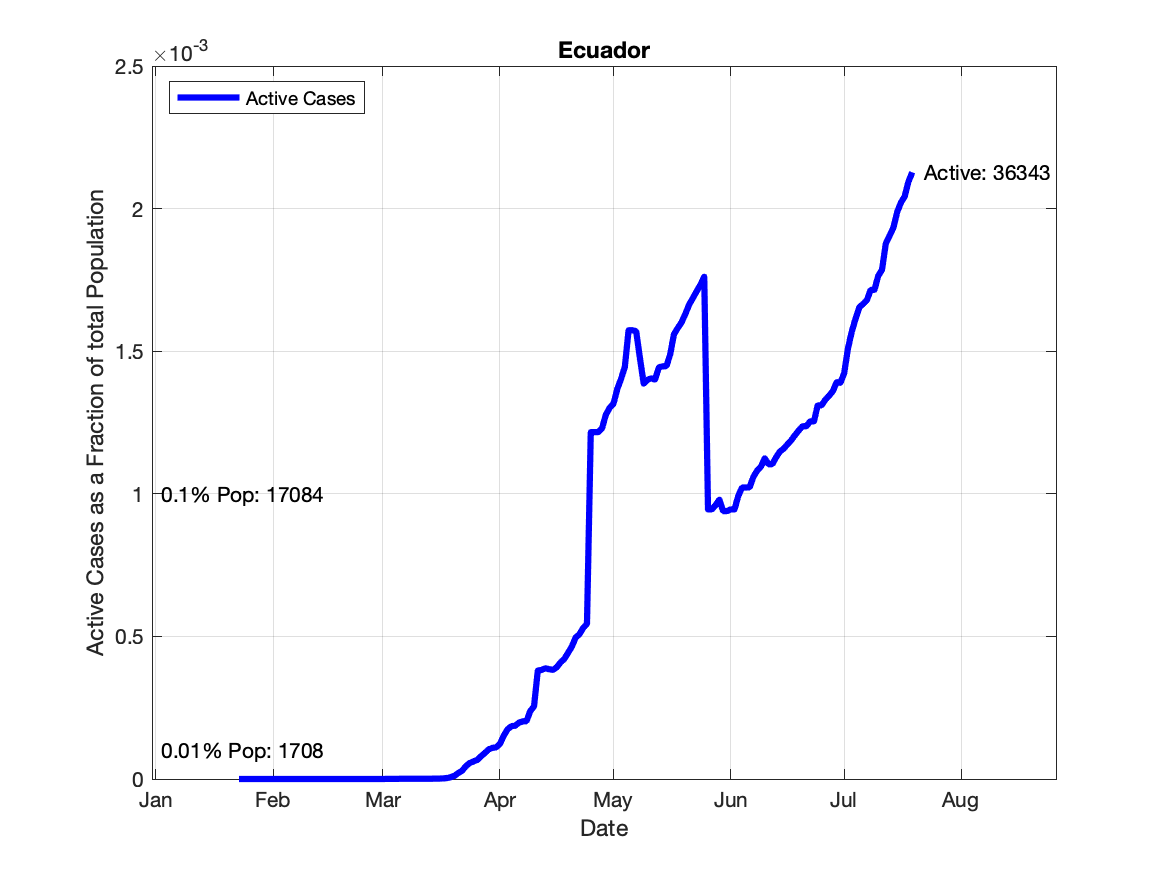 Ecuador
×10-3
Active Cases
2.5
2
1.5
1
0.5
0
Active Cases as a Fraction of total Population
Active: 36343
0.1% Pop: 17084
0.01% Pop: 1708
Jan Feb Mar Apr May Jun Jul Aug
Date